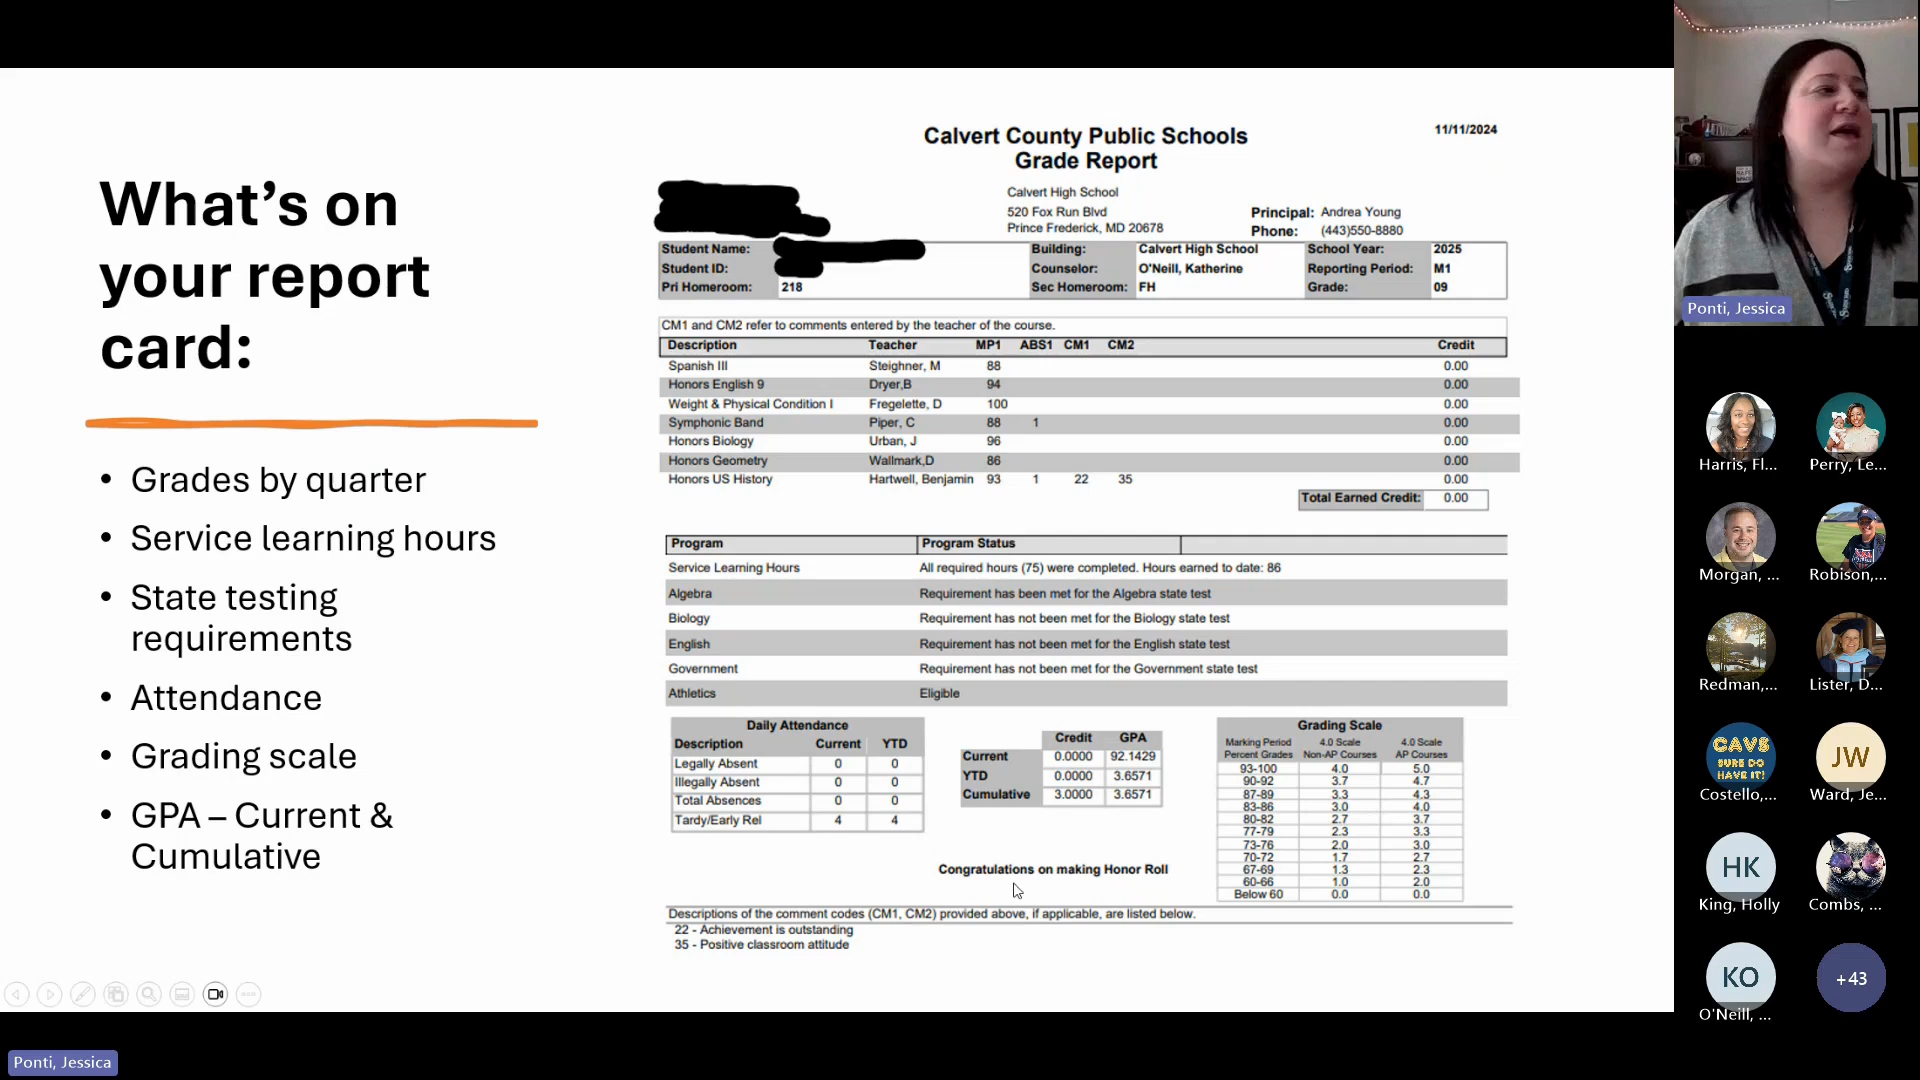 What's on
your report
card:
• Grades by quarter
• Service learning hours
• State testing
requirements
• Attendance
• Grading scale
• GPA – Current &
Cumulative
11/11/2024
Calvert County Public Schools
Grade Report
Calvert High School
520 Fox Run Blvd
Prince Frederick, MD 20678
Principal: Andrea Young
Phone: (443)550-8880
Student Name: Building: Calvert High School School Year: 2025
Student ID: Counselor: O'Neill, Katherine Reporting Period: M1
Pri Homeroom: 218 Sec Homeroom: FH Grade: 09
CM1 and CM2 refer to comments entered by the teacher of the course.
Description Teacher MP1 ABS1 CM1 CM2 Credit
Spanish III Steighner, M 88 0.00
Honors English 9 Dryer,B 94 0.00
Weight & Physical Condition I Fregelette, D 100 0.00
Symphonic Band Piper, C 88 1 0.00
Honors Biology Urban, J 96 0.00
Honors Geometry Wallmark,D 86 0.00
Honors US History Hartwell, Benjamin 93 1 22 35 0.00
Total Earned Credit: 0.00
Program Program Status
Service Learning Hours All required hours (75) were completed. Hours earned to date: 86
Algebra Requirement has been met for the Algebra state test
Biology Requirement has not been met for the Biology state test
English Requirement has not been met for the English state test
Government Requirement has not been met for the Government state test
Athletics Eligible
Daily Attendance
Description Current YTD
Legally Absent 0 0
Illegally Absent 0 0
Total Absences 0 0
Tardy/Early Rel 4 4
Credit GPA
Current 0.0000 92.1429
YTD 0.0000 3.6571
Cumulative 3.0000 3.6571
Grading Scale
Marking Period 4.0 Scale 4.0 Scale
Percent Grades Non-AP Courses AP Courses
93-100 4.0 5.0
90-92 3.7 4.7
87-89 3.3 4.3
83-86 3.0 4.0
80-82 2.7 3.7
77-79 2.3 3.3
73-76 2.0 3.0
70-72 1.7 2.7
67-69 1.3 2.3
60-66 1.0 2.0
Below 60 0.0 0.0
Congratulations on making Honor Roll
Descriptions of the comment codes (CM1, CM2) provided above, if applicable, are listed below.
22 - Achievement is outstanding
35 - Positive classroom attitude
Ponti, Jessica
Harris, Fl... Perry, Le...
Morgan, ... Robison,...
Redman,... Lister, D...
CAVS
SURE DO
HAVE IT!
JW
Costello,... Ward, Je...
HK
King, Holly Combs, ...
KO +43
O'Neill, ...
Ponti, Jessica